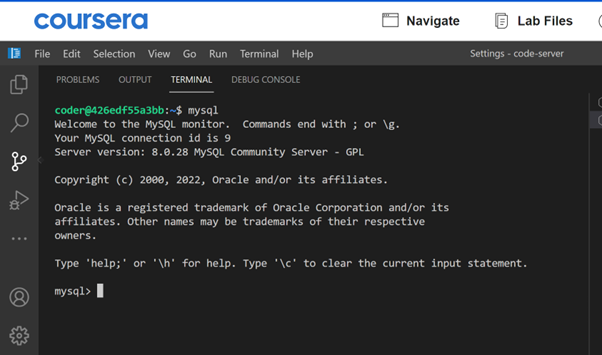 coursera
Navigate
Lab Files
File Edit Selection View Go Run Terminal Help
Settings - code-server
PROBLEMS OUTPUT TERMINAL DEBUG CONSOLE
coder@426edf55a3bb:~$ mysql
Welcome to the MySQL monitor.  Commands end with ; or \g.
Your MySQL connection id is 9
Server version: 8.0.28 MySQL Community Server - GPL
Copyright (c) 2000, 2022, Oracle and/or its affiliates.
Oracle is a registered trademark of Oracle Corporation and/or its
affiliates. Other names may be trademarks of their respective
owners.
Type 'help;' or '\h' for help. Type '\c' to clear the current input statement.
mysql>